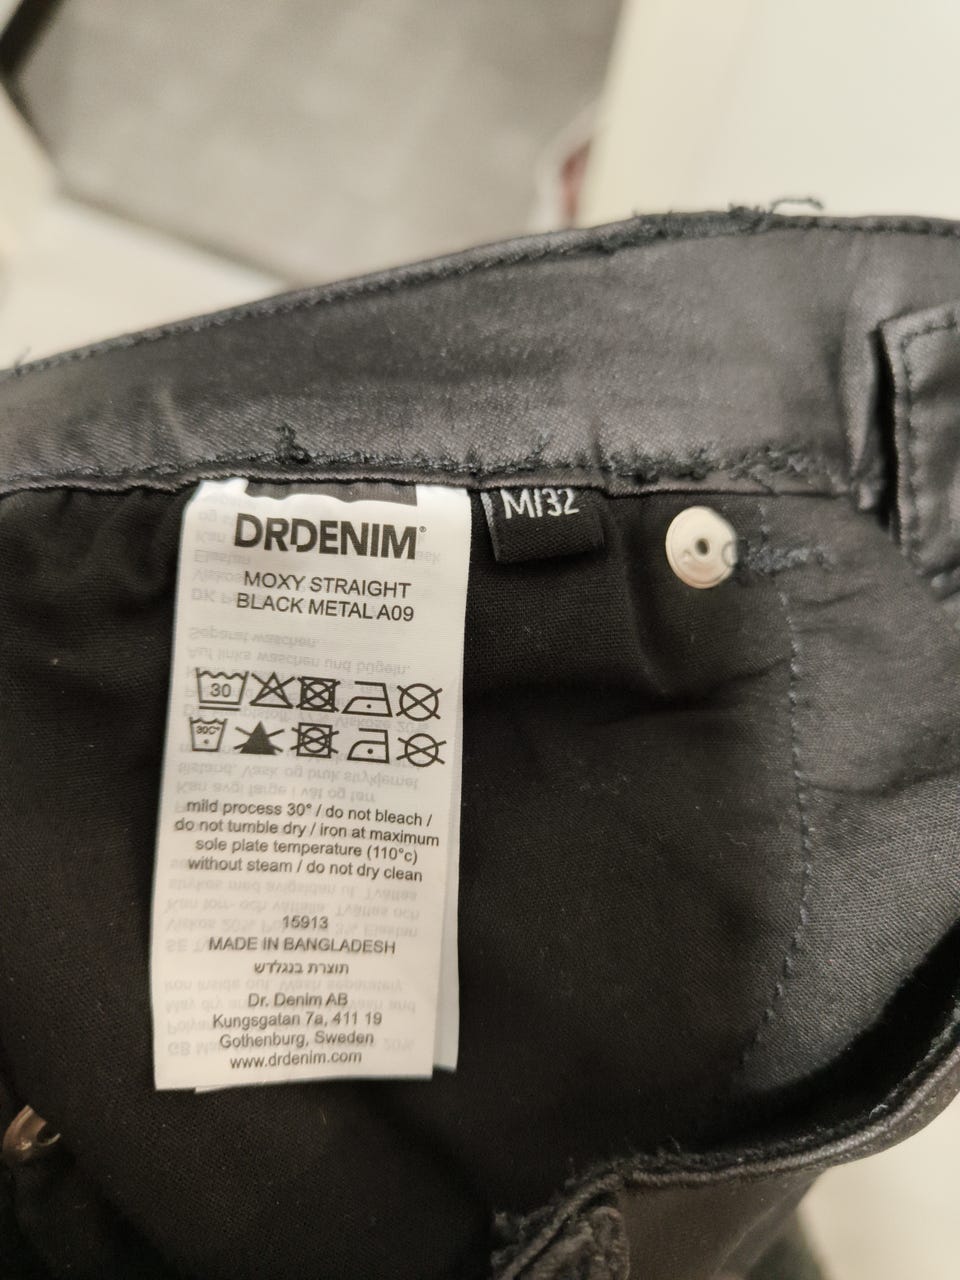 DRDENIM®
MOXY STRAIGHT
BLACK METAL A09
M/32
30
30C°
mild process 30° / do not bleach /
do not tumble dry / iron at maximum
sole plate temperature (110°c)
without steam / do not dry clean
15913
MADE IN BANGLADESH
תוצרת בנגלדש
Dr. Denim AB
Kungsgatan 7a, 411 19
Gothenburg, Sweden
www.drdenim.com